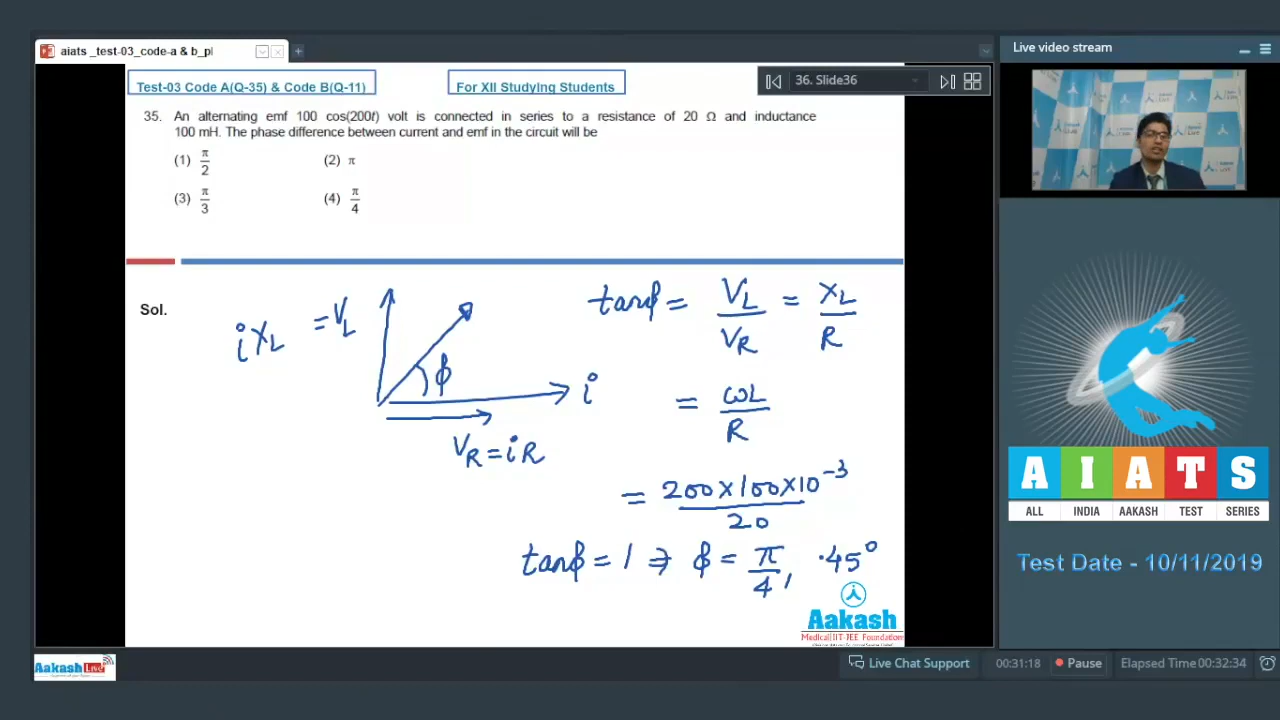 aiats _test-03_code-a & b_pl
Live video stream
Test-03 Code A(Q-35) & Code B(Q-11)
For XII Studying Students
36. Slide36
35. An alternating emf 100 cos(200t) volt is connected in series to a resistance of 20 Ω and inductance
100 mH. The phase difference between current and emf in the circuit will be
(1) π/2 (2) π
(3) π/3 (4) π/4
Sol.
iX_L = V_L
ϕ
i
V_R = iR
tanϕ = V_L/V_R = X_L/R
= ωL/R
= 200×100×10⁻³/20
tanϕ = 1 ⇒ ϕ = π/4, 45°
Aakash
Medical|IIT-JEE|Foundations
A I A T S
ALL INDIA AAKASH TEST SERIES
Test Date - 10/11/2019
Aakash Live
Live Chat Support
00:31:18
Pause
Elapsed Time 00:32:34